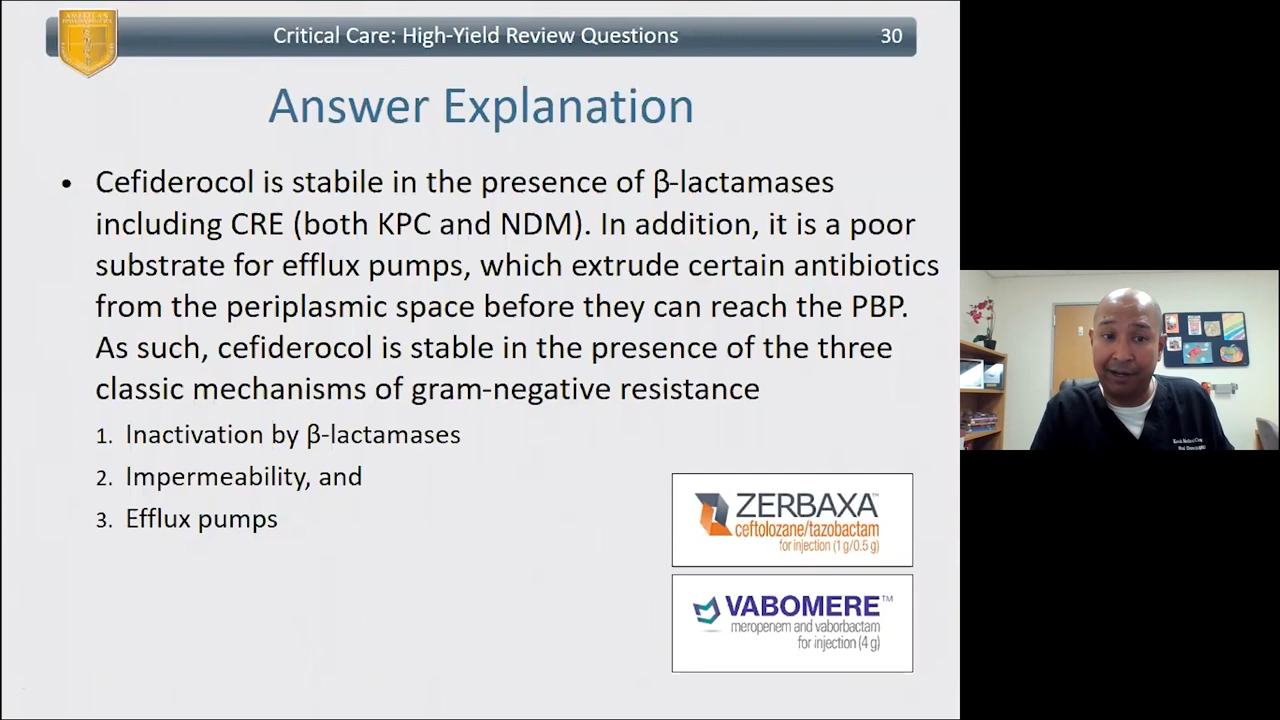 Critical Care: High-Yield Review Questions 30
Answer Explanation
• Cefiderocol is stabile in the presence of β-lactamases
including CRE (both KPC and NDM). In addition, it is a poor
substrate for efflux pumps, which extrude certain antibiotics
from the periplasmic space before they can reach the PBP.
As such, cefiderocol is stable in the presence of the three
classic mechanisms of gram-negative resistance
1. Inactivation by β-lactamases
2. Impermeability, and
3. Efflux pumps
ZERBAXA™
ceftolozane/tazobactam
for injection (1 g/0.5 g)
VABOMERE™
meropenem and vaborbactam
for injection (4 g)